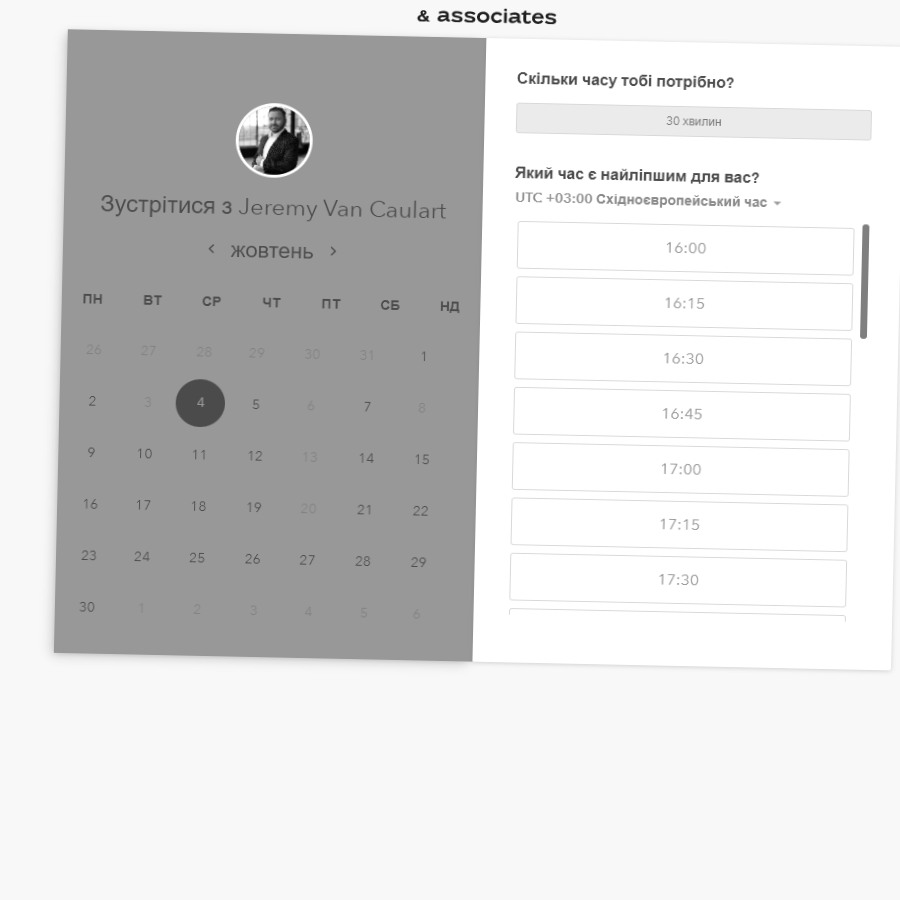 & associates
Зустрітися з Jeremy Van Caulart
жовтень
ПН ВТ СР ЧТ ПТ СБ НД
26 27 28 29 30 31 1
2 3 4 5 6 7 8
9 10 11 12 13 14 15
16 17 18 19 20 21 22
23 24 25 26 27 28 29
30 1 2 3 4 5 6
Скільки часу тобі потрібно?
30 хвилин
Який час є найліпшим для вас?
UTC +03:00 Східноєвропейський час
16:00
16:15
16:30
16:45
17:00
17:15
17:30